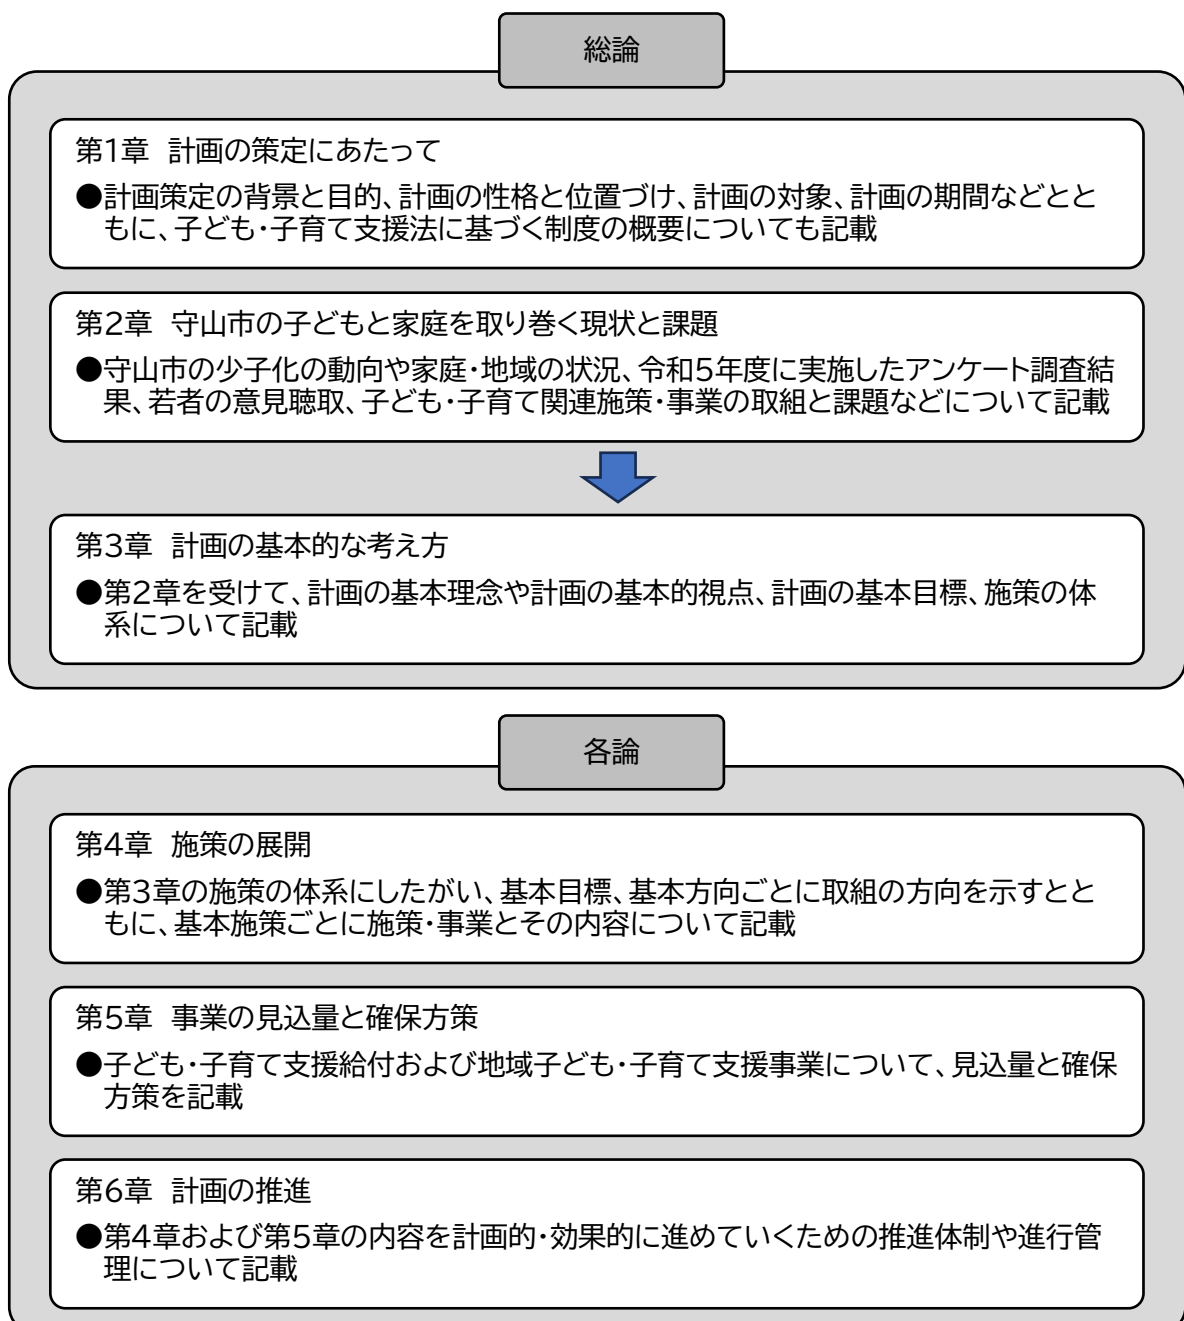 総論
第1章 計画の策定にあたって
●計画策定の背景と目的、計画の性格と位置づけ、計画の対象、計画の期間などとと
もに、子ども・子育て支援法に基づく制度の概要についても記載
第2章 守山市の子どもと家庭を取り巻く現状と課題
●守山市の少子化の動向や家庭・地域の状況、令和5年度に実施したアンケート調査結
果、若者の意見聴取、子ども・子育て関連施策・事業の取組と課題などについて記載
第3章 計画の基本的な考え方
●第2章を受けて、計画の基本理念や計画の基本的視点、計画の基本目標、施策の体
系について記載
各論
第4章 施策の展開
●第3章の施策の体系にしたがい、基本目標、基本方向ごとに取組の方向を示すとと
もに、基本施策ごとに施策・事業とその内容について記載
第5章 事業の見込量と確保方策
●子ども・子育て支援給付および地域子ども・子育て支援事業について、見込量と確保
方策を記載
第6章 計画の推進
●第4章および第5章の内容を計画的・効果的に進めていくための推進体制や進行管
理について記載